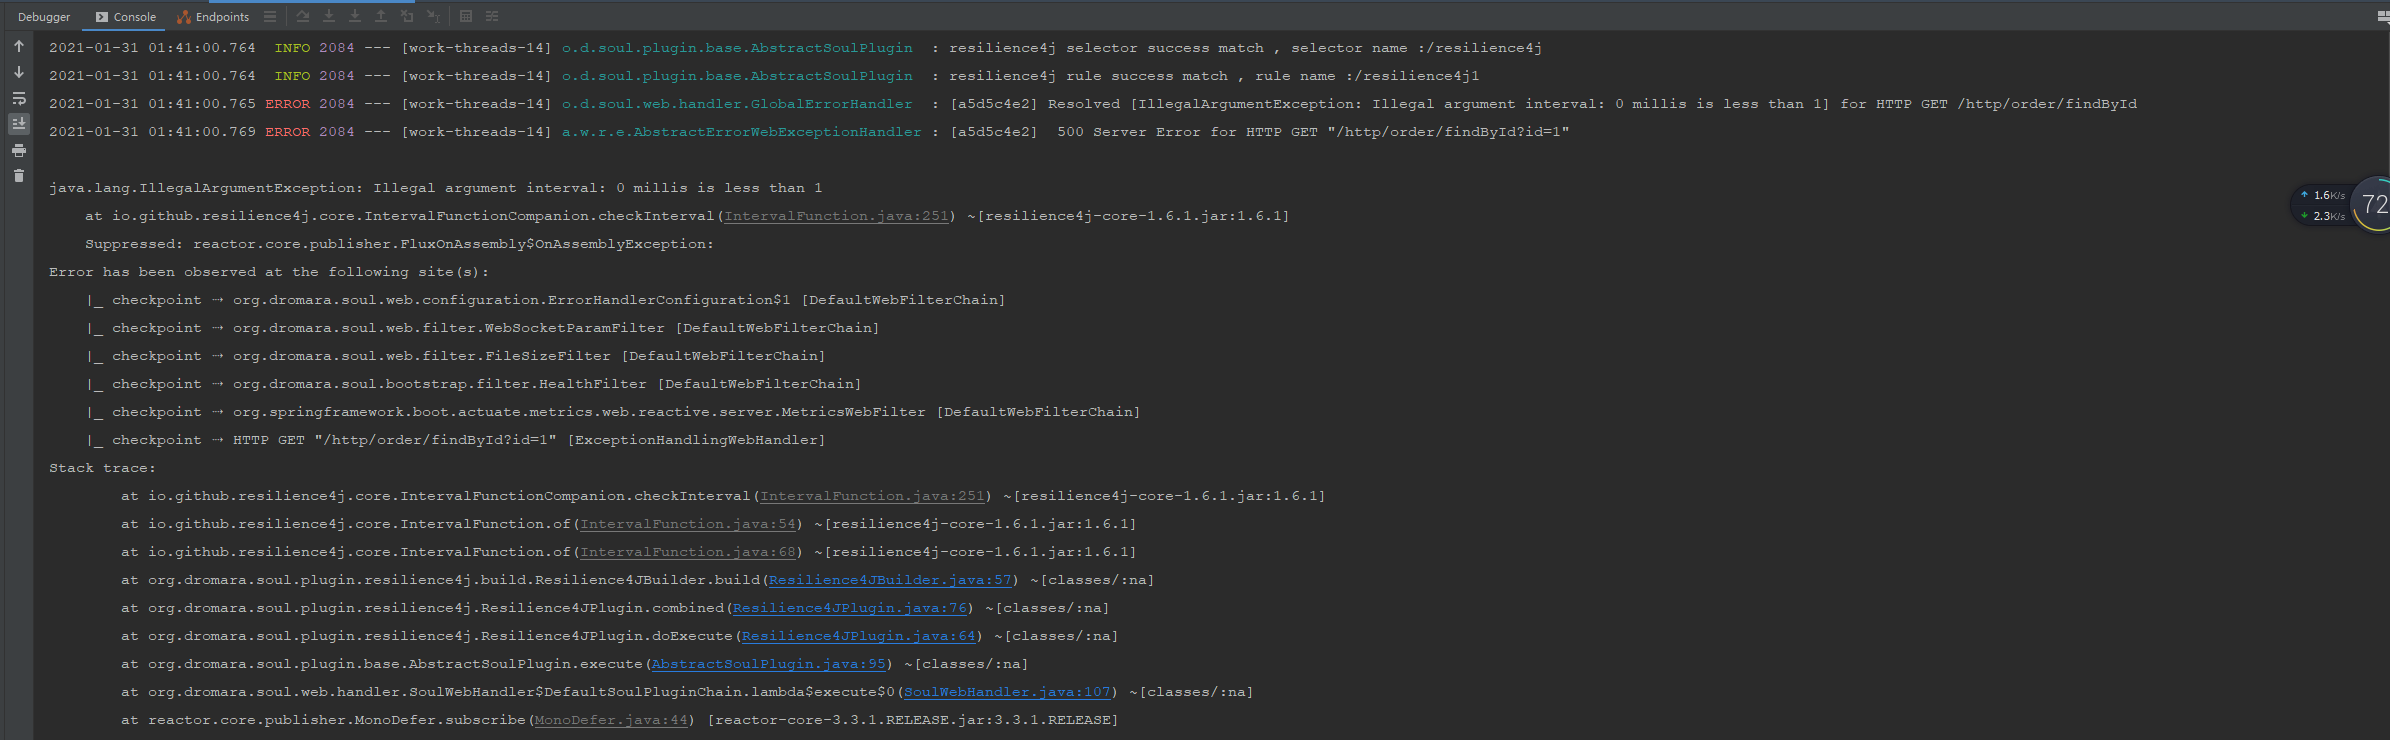 Debugger Console Endpoints
2021-01-31 01:41:00.764  INFO 2084 --- [work-threads-14] o.d.soul.plugin.base.AbstractSoulPlugin  : resilience4j selector success match , selector name :/resilience4j
2021-01-31 01:41:00.764  INFO 2084 --- [work-threads-14] o.d.soul.plugin.base.AbstractSoulPlugin  : resilience4j rule success match , rule name :/resilience4j1
2021-01-31 01:41:00.765 ERROR 2084 --- [work-threads-14] o.d.soul.web.handler.GlobalErrorHandler  : [a5d5c4e2] Resolved [IllegalArgumentException: Illegal argument interval: 0 millis is less than 1] for HTTP GET /http/order/findById
2021-01-31 01:41:00.769 ERROR 2084 --- [work-threads-14] a.w.r.e.AbstractErrorWebExceptionHandler : [a5d5c4e2]  500 Server Error for HTTP GET "/http/order/findById?id=1"
java.lang.IllegalArgumentException: Illegal argument interval: 0 millis is less than 1
at io.github.resilience4j.core.IntervalFunctionCompanion.checkInterval(IntervalFunction.java:251) ~[resilience4j-core-1.6.1.jar:1.6.1]
1.6K/s
72
2.3K/s
Suppressed: reactor.core.publisher.FluxOnAssembly$OnAssemblyException:
Error has been observed at the following site(s):
|_ checkpoint ⇢ org.dromara.soul.web.configuration.ErrorHandlerConfiguration$1 [DefaultWebFilterChain]
|_ checkpoint ⇢ org.dromara.soul.web.filter.WebSocketParamFilter [DefaultWebFilterChain]
|_ checkpoint ⇢ org.dromara.soul.web.filter.FileSizeFilter [DefaultWebFilterChain]
|_ checkpoint ⇢ org.dromara.soul.bootstrap.filter.HealthFilter [DefaultWebFilterChain]
|_ checkpoint ⇢ org.springframework.boot.actuate.metrics.web.reactive.server.MetricsWebFilter [DefaultWebFilterChain]
|_ checkpoint ⇢ HTTP GET "/http/order/findById?id=1" [ExceptionHandlingWebHandler]
Stack trace:
at io.github.resilience4j.core.IntervalFunctionCompanion.checkInterval(IntervalFunction.java:251) ~[resilience4j-core-1.6.1.jar:1.6.1]
at io.github.resilience4j.core.IntervalFunction.of(IntervalFunction.java:54) ~[resilience4j-core-1.6.1.jar:1.6.1]
at io.github.resilience4j.core.IntervalFunction.of(IntervalFunction.java:68) ~[resilience4j-core-1.6.1.jar:1.6.1]
at org.dromara.soul.plugin.resilience4j.build.Resilience4JBuilder.build(Resilience4JBuilder.java:57) ~[classes/:na]
at org.dromara.soul.plugin.resilience4j.Resilience4JPlugin.combined(Resilience4JPlugin.java:76) ~[classes/:na]
at org.dromara.soul.plugin.resilience4j.Resilience4JPlugin.doExecute(Resilience4JPlugin.java:64) ~[classes/:na]
at org.dromara.soul.plugin.base.AbstractSoulPlugin.execute(AbstractSoulPlugin.java:95) ~[classes/:na]
at org.dromara.soul.web.handler.SoulWebHandler$DefaultSoulPluginChain.lambda$execute$0(SoulWebHandler.java:107) ~[classes/:na]
at reactor.core.publisher.MonoDefer.subscribe(MonoDefer.java:44) [reactor-core-3.3.1.RELEASE.jar:3.3.1.RELEASE]